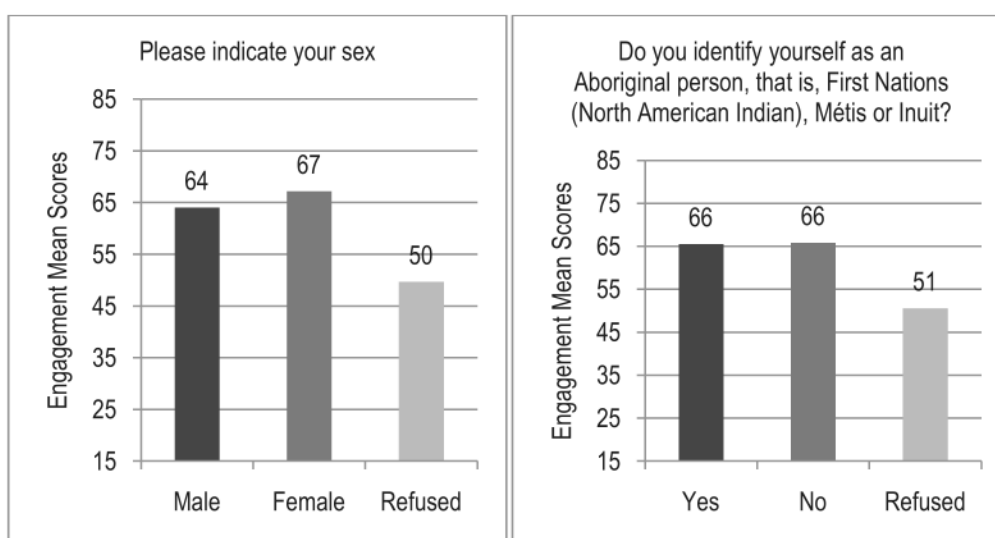 Please indicate your sex
Engagement Mean Scores
85
75
65
55
45
35
25
15
64
67
50
Male Female Refused
Do you identify yourself as an
Aboriginal person, that is, First Nations
(North American Indian), Métis or Inuit?
Engagement Mean Scores
85
75
65
55
45
35
25
15
66
66
51
Yes No Refused